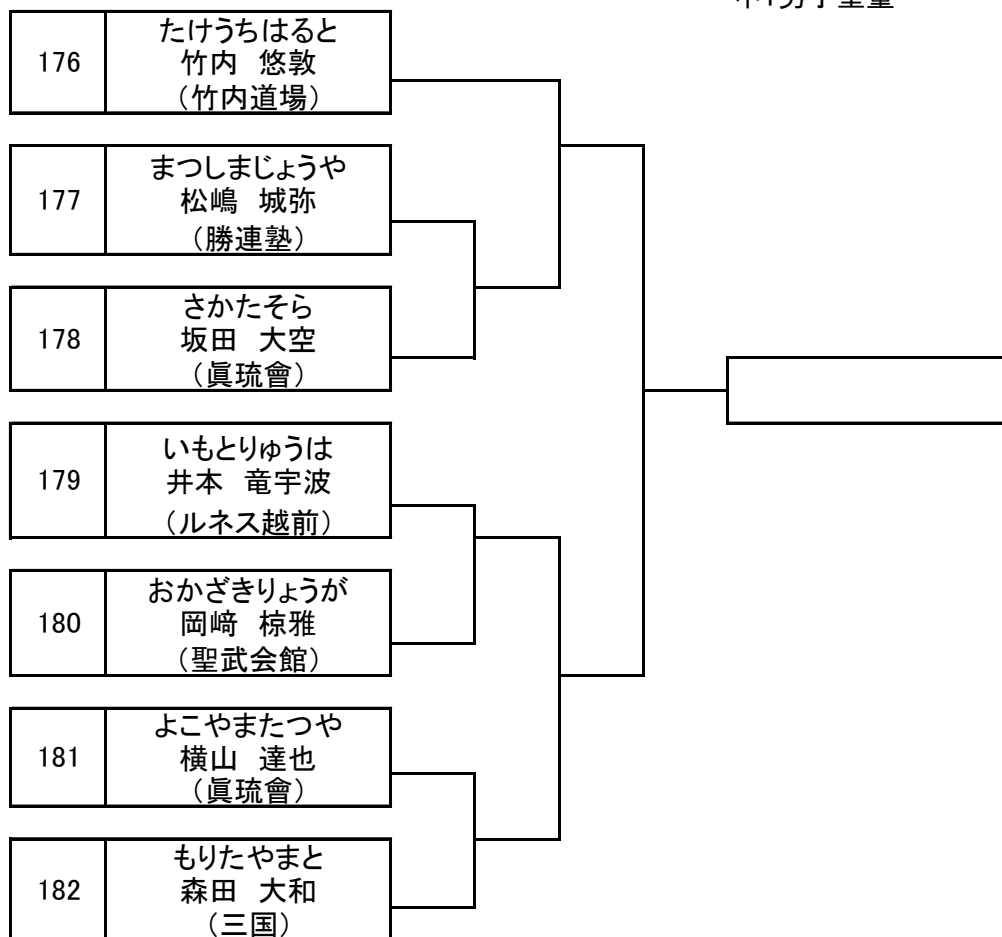 176
たけうちはると
竹内 悠敦
（竹内道場）
177
まつしまじょうや
松嶋 城弥
（勝連塾）
178
さかたそら
坂田 大空
（眞琉會）
179
いもとりゅうは
井本 竜宇波
（ルネス越前）
180
おかざきりょうが
岡﨑 椋雅
（聖武会館）
181
よこやまたつや
横山 達也
（眞琉會）
182
もりたやまと
森田 大和
（三国）